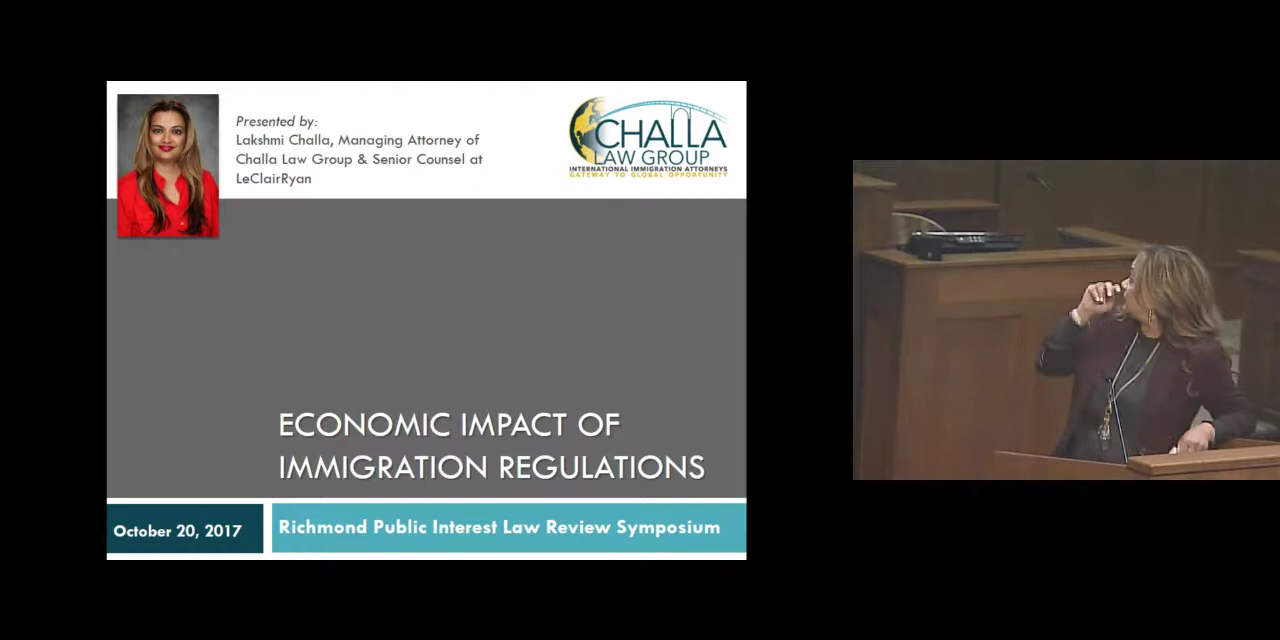 Presented by:
Lakshmi Challa, Managing Attorney of
Challa Law Group & Senior Counsel at
LeClairRyan
CHALLA
LAW GROUP
INTERNATIONAL IMMIGRATION ATTORNEYS
GATEWAY TO GLOBAL OPPORTUNITY
ECONOMIC IMPACT OF
IMMIGRATION REGULATIONS
October 20, 2017
Richmond Public Interest Law Review Symposium